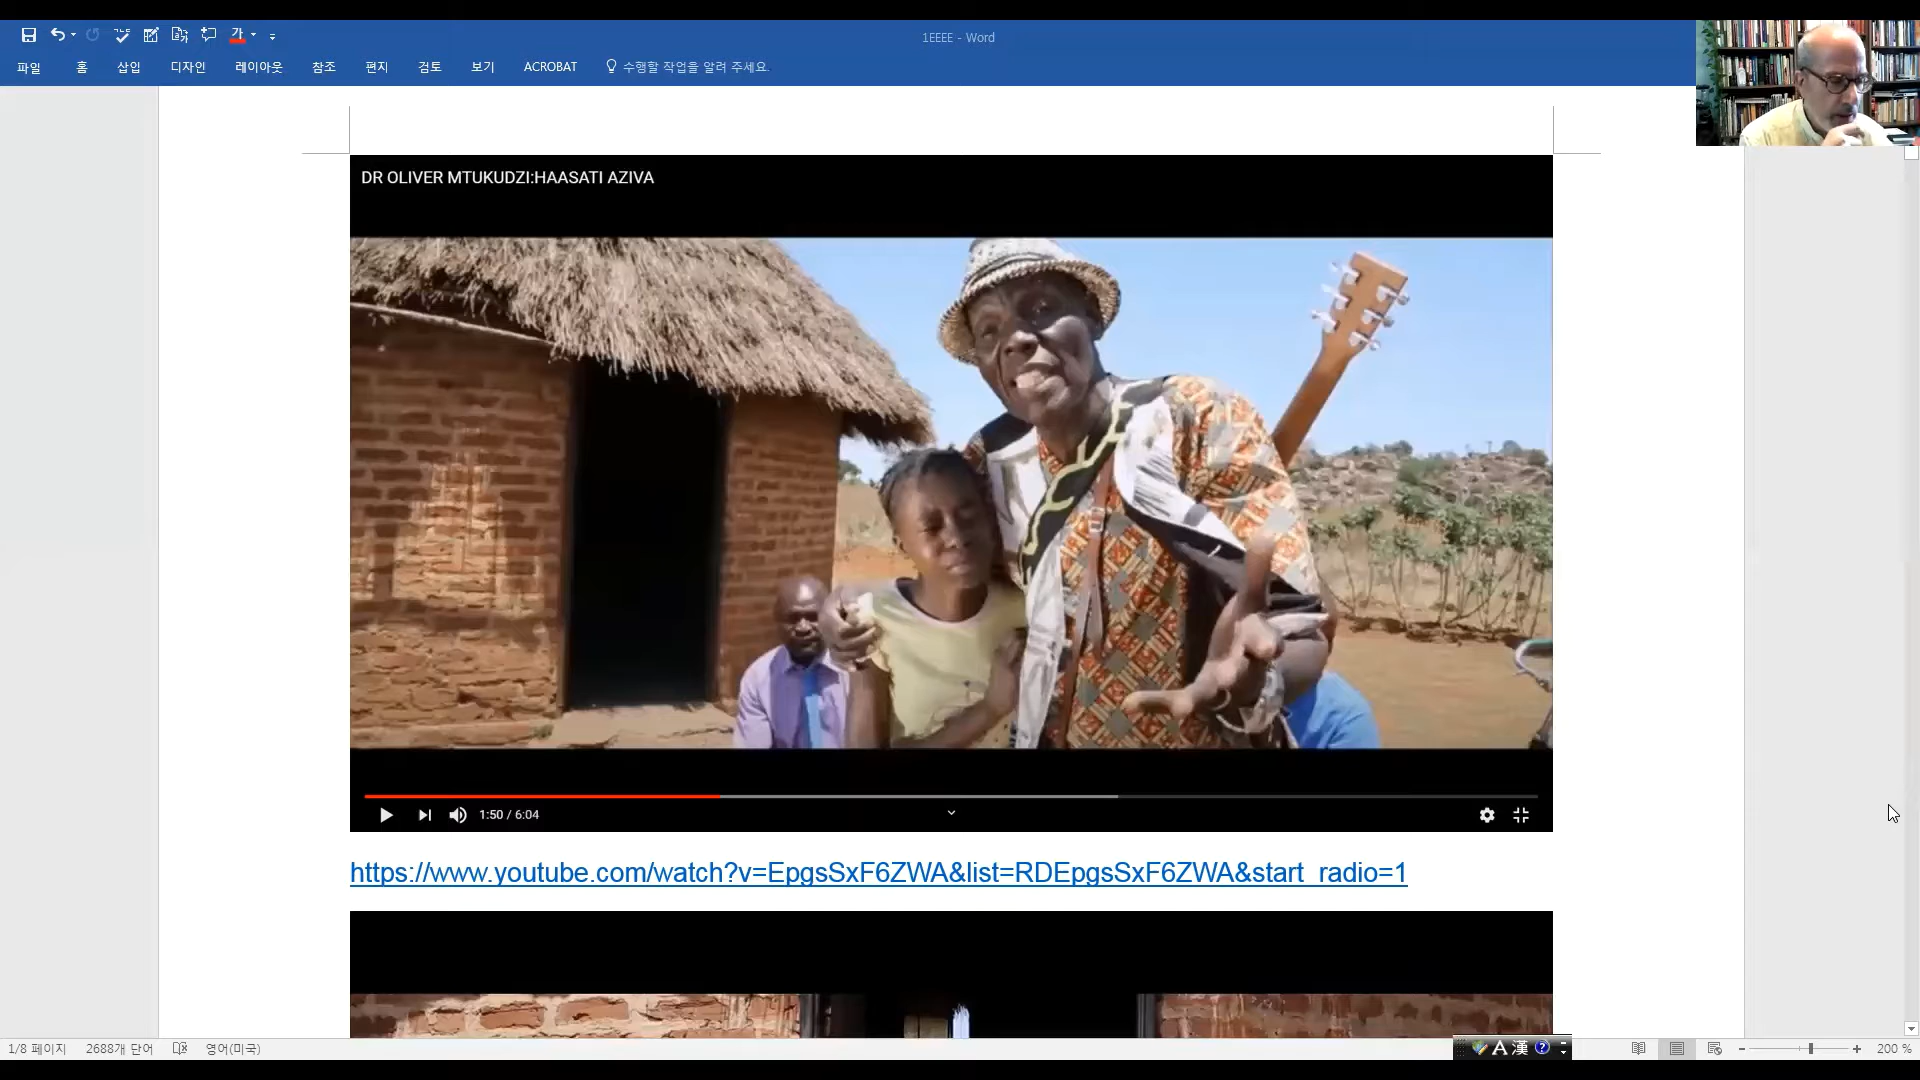 가
1EEEE - Word
파일 홈 삽입 디자인 레이아웃 참조 편지 검토 보기 ACROBAT 수행할 작업을 알려 주세요.
DR OLIVER MTUKUDZI:HAASATI AZIVA
1:50 / 6:04
https://www.youtube.com/watch?v=EpgsSxF6ZWA&list=RDEpgsSxF6ZWA&start_radio=1
A 漢
1/8 페이지 2688개 단어 영어(미국) 200 %